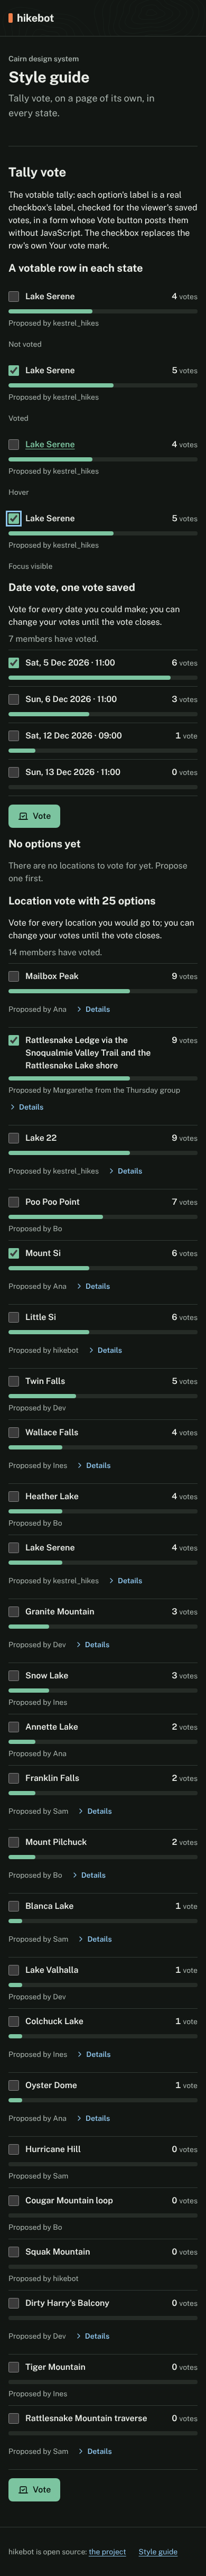 hikebot
Cairn design system
Style guide
Tally vote, on a page of its own, in
every state.
Tally vote
The votable tally: each option's label is a real
checkbox's label, checked for the viewer's saved
votes, in a form whose Vote button posts them
without JavaScript. The checkbox replaces the
row's own Your vote mark.
A votable row in each state
Lake Serene 4 votes
Proposed by kestrel_hikes
Not voted
Lake Serene 5 votes
Proposed by kestrel_hikes
Voted
Lake Serene 4 votes
Proposed by kestrel_hikes
Hover
Lake Serene 5 votes
Proposed by kestrel_hikes
Focus visible
Date vote, one vote saved
Vote for every date you could make; you can
change your votes until the vote closes.
7 members have voted.
Sat, 5 Dec 2026 · 11:00 6 votes
Sun, 6 Dec 2026 · 11:00 3 votes
Sat, 12 Dec 2026 · 09:00 1 vote
Sun, 13 Dec 2026 · 11:00 0 votes
Vote
No options yet
There are no locations to vote for yet. Propose
one first.
Location vote with 25 options
Vote for every location you would go to; you can
change your votes until the vote closes.
14 members have voted.
Mailbox Peak 9 votes
Proposed by Ana Details
Rattlesnake Ledge via the 9 votes
Snoqualmie Valley Trail and the
Rattlesnake Lake shore
Proposed by Margarethe from the Thursday group
Details
Lake 22 9 votes
Proposed by kestrel_hikes Details
Poo Poo Point 7 votes
Proposed by Bo
Mount Si 6 votes
Proposed by Ana Details
Little Si 6 votes
Proposed by hikebot Details
Twin Falls 5 votes
Proposed by Dev
Wallace Falls 4 votes
Proposed by Ines Details
Heather Lake 4 votes
Proposed by Bo
Lake Serene 4 votes
Proposed by kestrel_hikes Details
Granite Mountain 3 votes
Proposed by Dev Details
Snow Lake 3 votes
Proposed by Ines
Annette Lake 2 votes
Proposed by Ana
Franklin Falls 2 votes
Proposed by Sam Details
Mount Pilchuck 2 votes
Proposed by Bo Details
Blanca Lake 1 vote
Proposed by Sam Details
Lake Valhalla 1 vote
Proposed by Dev
Colchuck Lake 1 vote
Proposed by Ines Details
Oyster Dome 1 vote
Proposed by Ana Details
Hurricane Hill 0 votes
Proposed by Sam
Cougar Mountain loop 0 votes
Proposed by Bo
Squak Mountain 0 votes
Proposed by hikebot
Dirty Harry's Balcony 0 votes
Proposed by Dev Details
Tiger Mountain 0 votes
Proposed by Ines
Rattlesnake Mountain traverse 0 votes
Proposed by Sam Details
Vote
hikebot is open source: the project Style guide